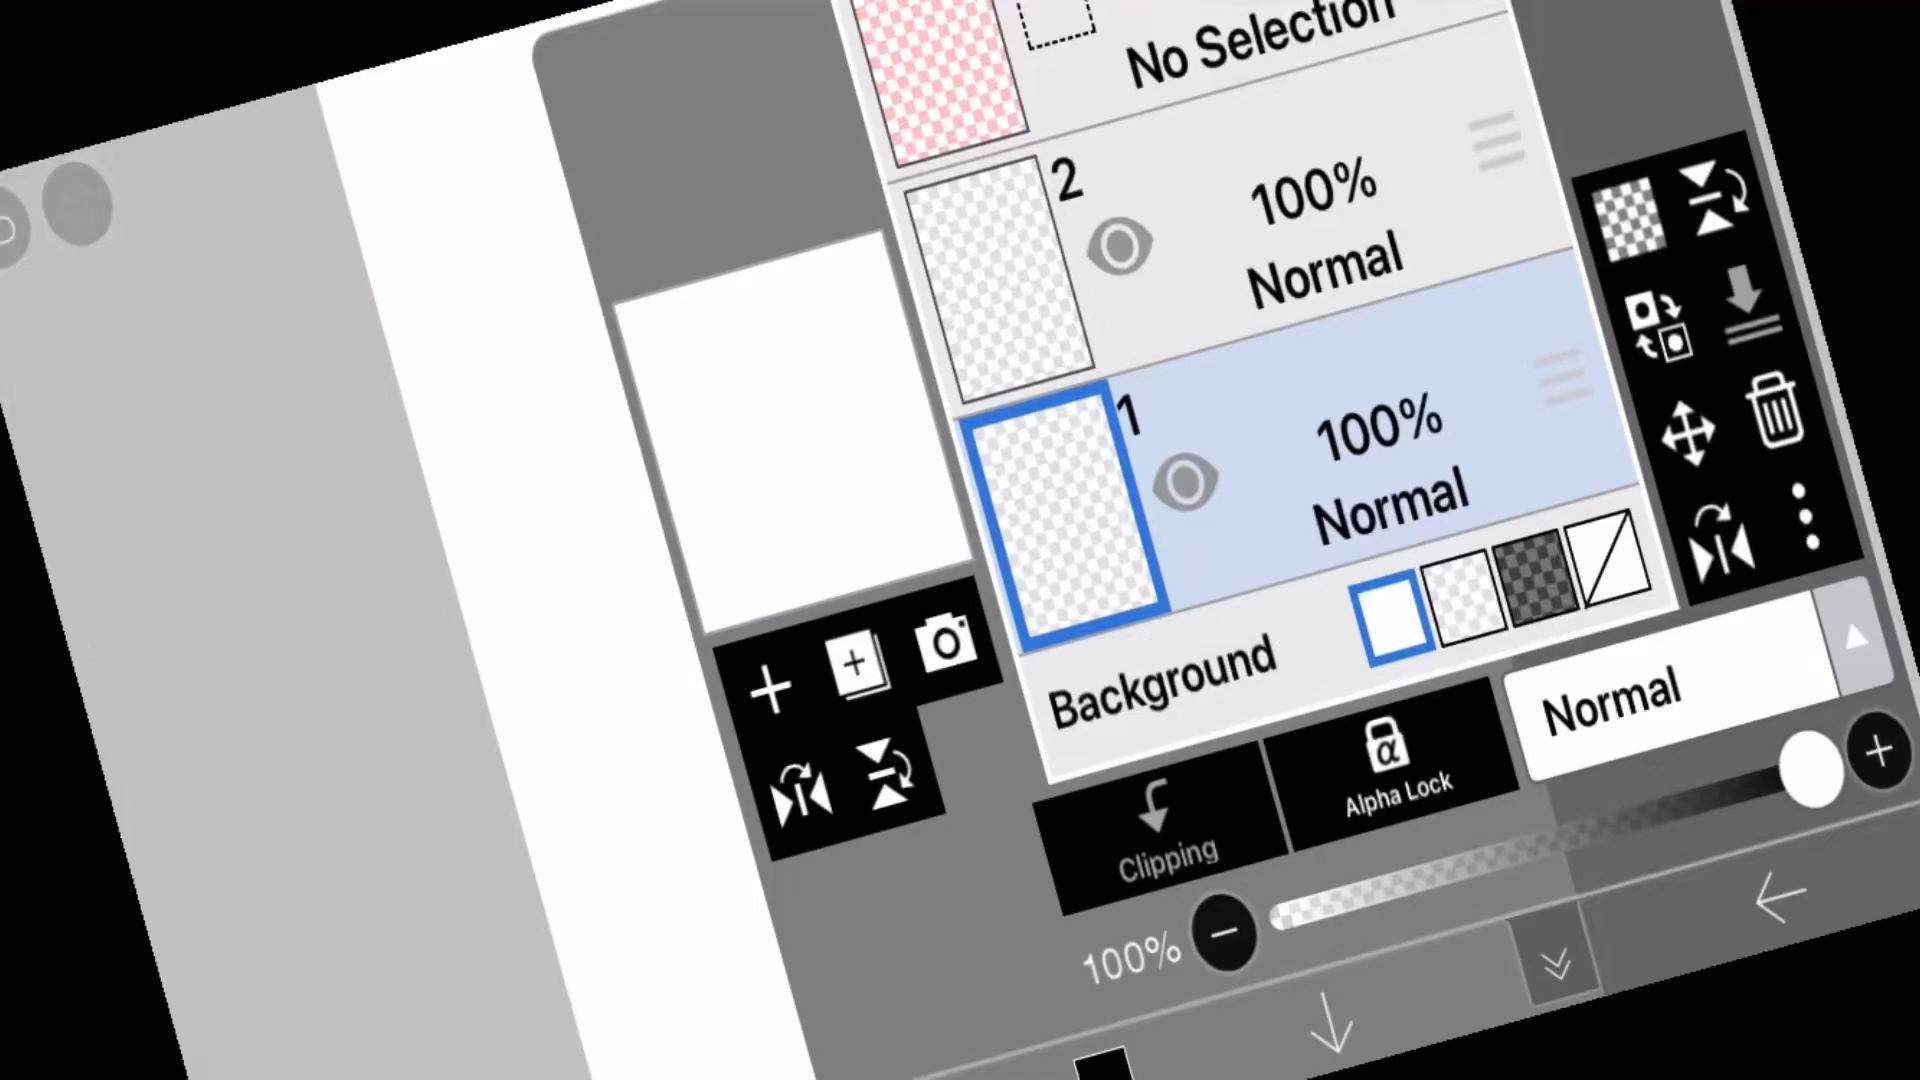 No Selection
2
100%
Normal
1
100%
Normal
Background
Normal
Clipping
α
Alpha Lock
100%